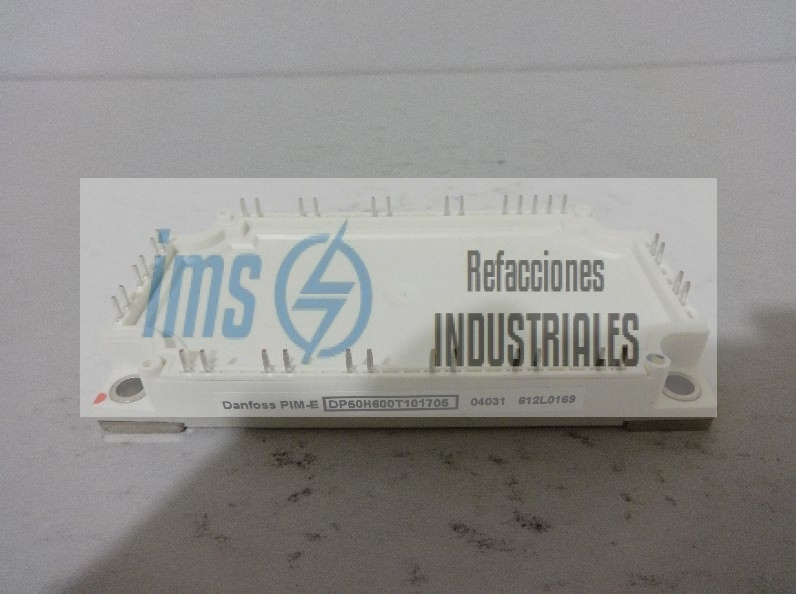 ims Refacciones
INDUSTRIALES
Danfoss PIM-E DP50H600T101705 04031 612L0169